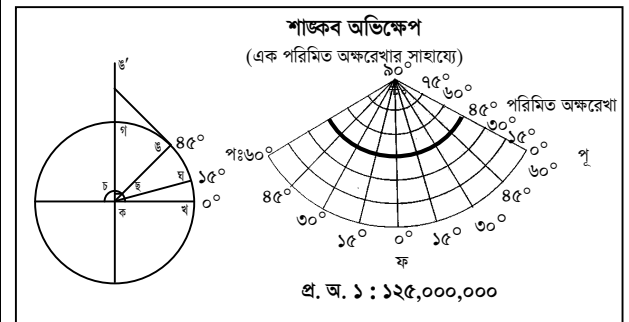 শাঙ্কব অভিক্ষেপ
(এক পরিমিত অক্ষরেখার সাহায্যে)
৯০°
৭৫°
৬০°
৪৫° পরিমিত অক্ষরেখা
৩০°
১৫°
০°
পঃ৬০° ৪৫° ৩০° ১৫° ০° ১৫° ৩০° ৪৫° ৬০° পূ
ফ
ঙ′
গ
ঙ ৪৫°
ঘ ১৫°
চ ছ
ক খ ০°
প্র. অ. ১ : ১২৫,০০০,০০০